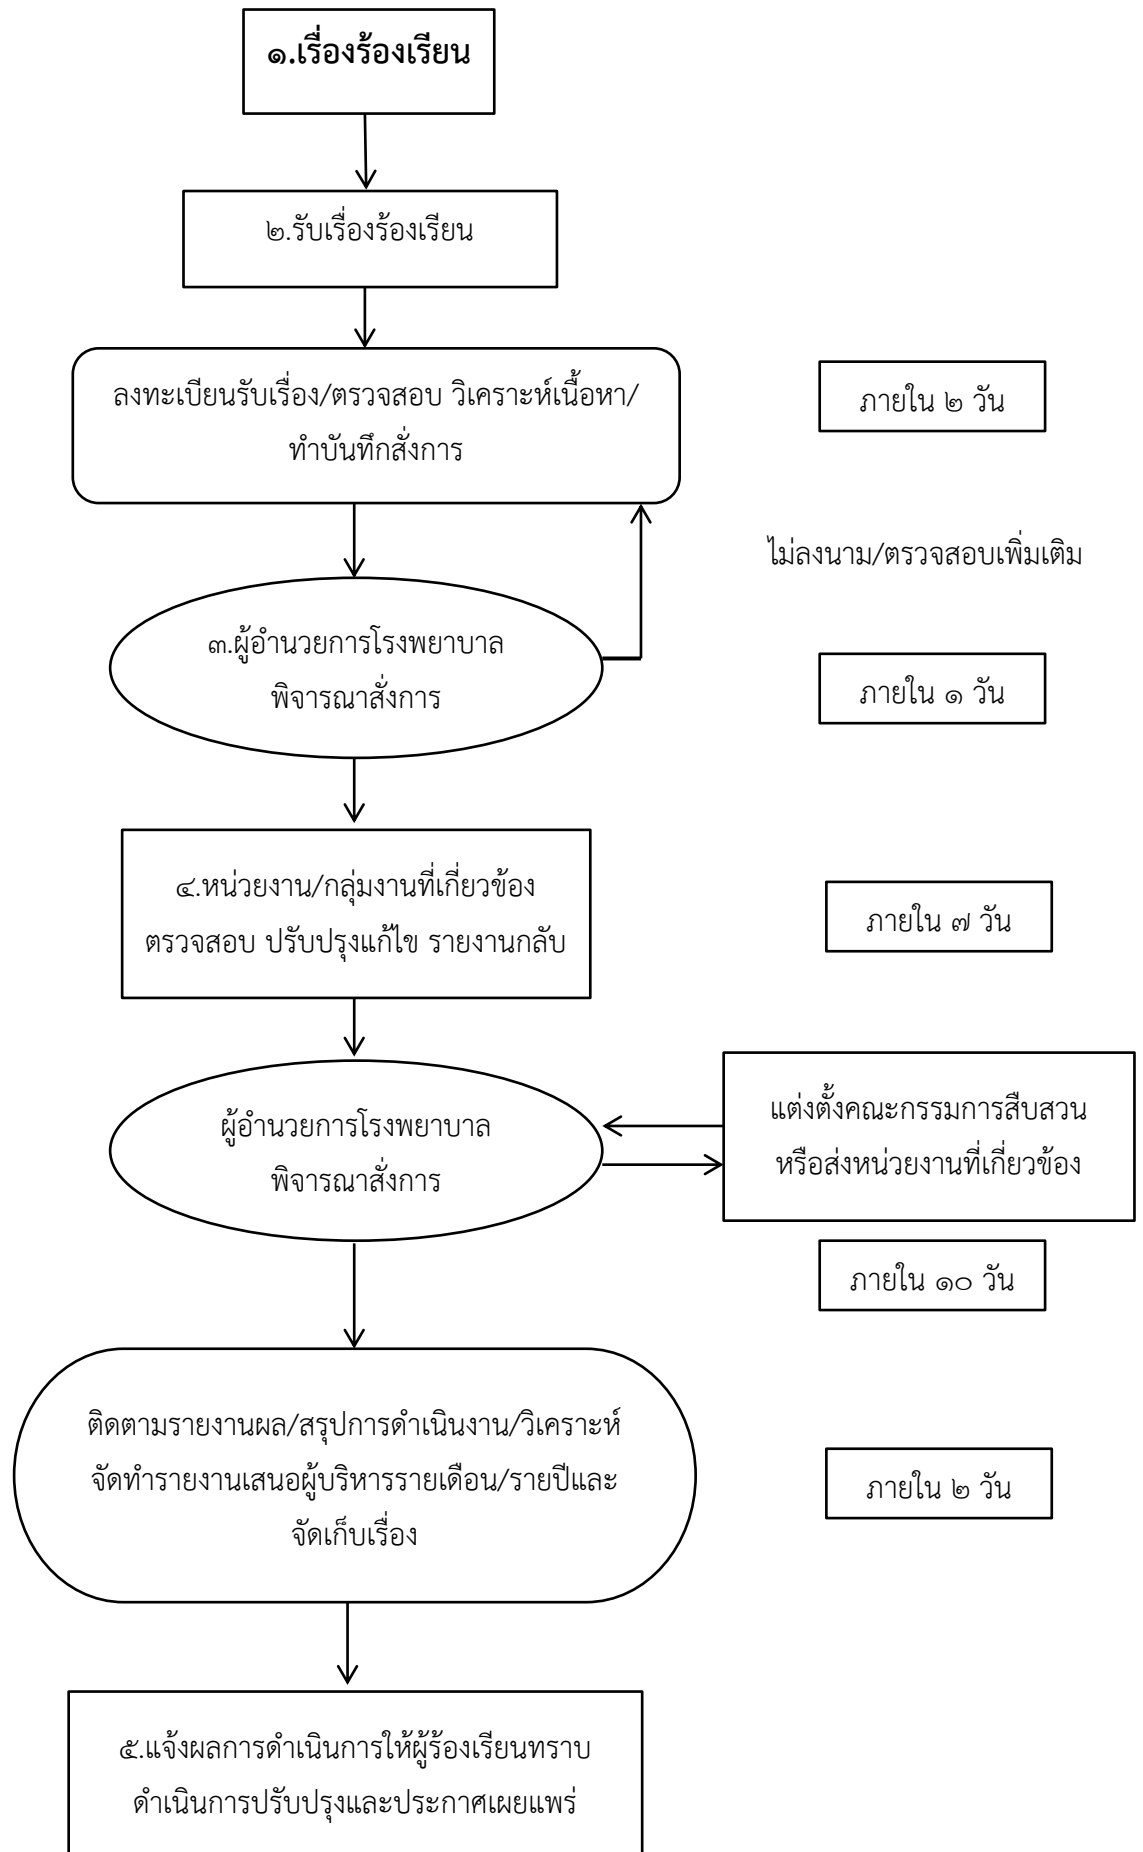 ๑.เรื่องร้องเรียน
๒.รับเรื่องร้องเรียน
ลงทะเบียนรับเรื่อง/ตรวจสอบ วิเคราะห์เนื้อหา/
ทำบันทึกสั่งการ
ภายใน ๒ วัน
ไม่ลงนาม/ตรวจสอบเพิ่มเติม
๓.ผู้อำนวยการโรงพยาบาล
พิจารณาสั่งการ
ภายใน ๑ วัน
๔.หน่วยงาน/กลุ่มงานที่เกี่ยวข้อง
ตรวจสอบ ปรับปรุงแก้ไข รายงานกลับ
ภายใน ๗ วัน
ผู้อำนวยการโรงพยาบาล
พิจารณาสั่งการ
แต่งตั้งคณะกรรมการสืบสวน
หรือส่งหน่วยงานที่เกี่ยวข้อง
ภายใน ๑๐ วัน
ติดตามรายงานผล/สรุปการดำเนินงาน/วิเคราะห์
จัดทำรายงานเสนอผู้บริหารรายเดือน/รายปีและ
จัดเก็บเรื่อง
ภายใน ๒ วัน
๕.แจ้งผลการดำเนินการให้ผู้ร้องเรียนทราบ
ดำเนินการปรับปรุงและประกาศเผยแพร่